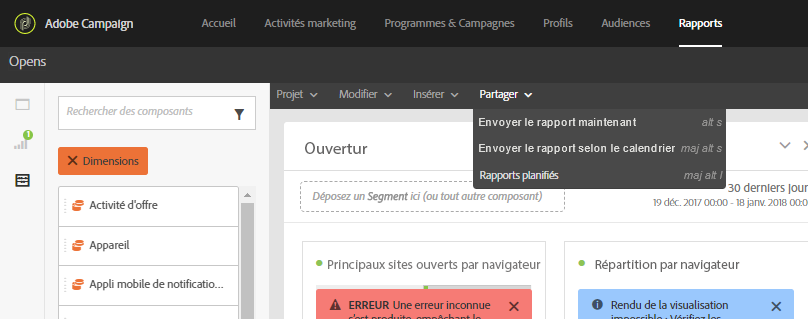 Adobe Campaign
Accueil Activités marketing Programmes & Campagnes Profils Audiences Rapports
Opens
Projet Modifier Insérer Partager
Envoyer le rapport maintenant alt s
Envoyer le rapport selon le calendrier maj alt s
Rapports planifiés maj alt l
Rechercher des composants
1
Dimensions
Activité d'offre
Appareil
Appli mobile de notificatio...
Ouvertur
Déposez un Segment ici (ou tout autre composant)
30 derniers jour
19 déc. 2017 00:00 - 18 janv. 2018 00:0
Principaux sites ouverts par navigateur
ERREUR Une erreur inconnue
s'est produite, empêchant le
Répartition par navigateur
Rendu de la visualisation
impossible : Vérifiez les